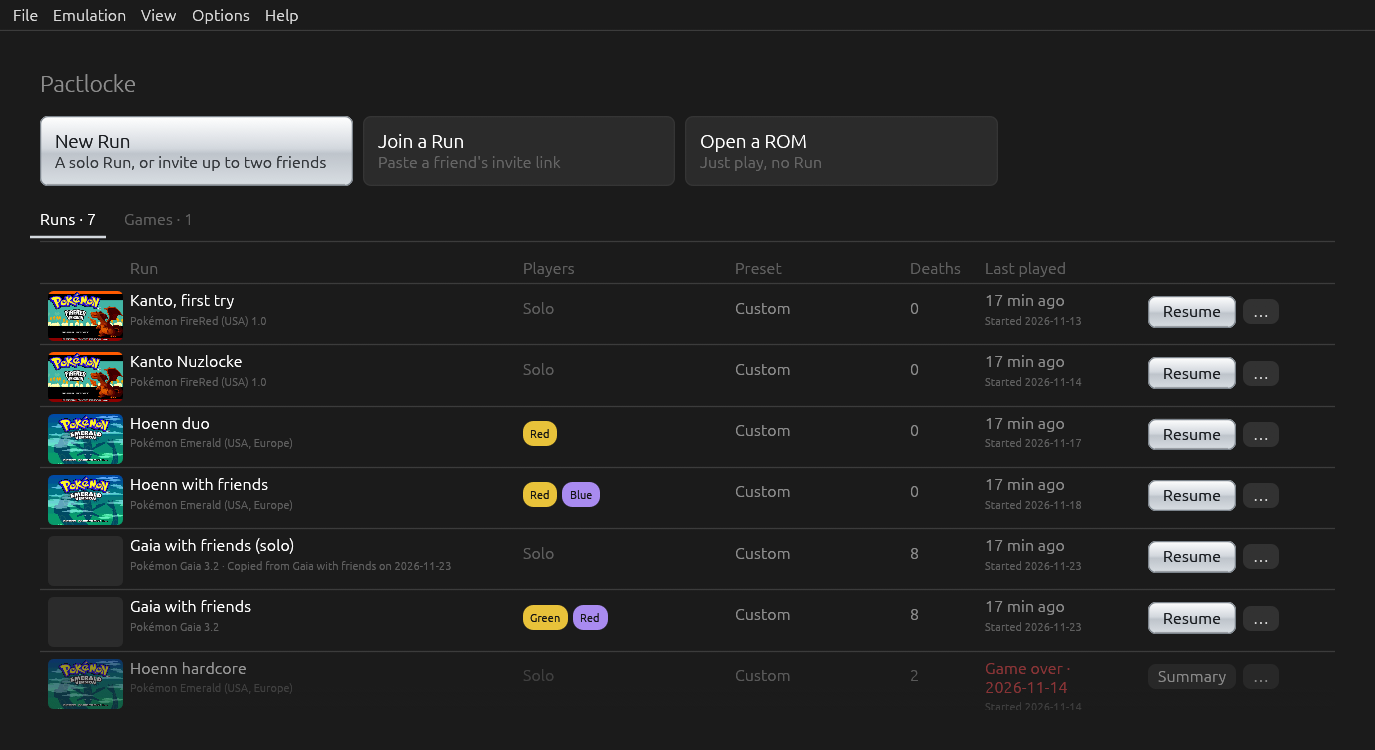 File Edit Emulation View Options Help
Pactlocke
New Run
A solo Run, or invite up to two friends
Join a Run
Paste a friend's invite link
Open a ROM
Just play, no Run
Runs · 7 Games · 1
Run Players Preset Deaths Last played
Kanto, first try
Pokémon FireRed (USA) 1.0
Solo Custom 0
17 min ago
Started 2026-11-13
Resume ...
Kanto Nuzlocke
Pokémon FireRed (USA) 1.0
Solo Custom 0
17 min ago
Started 2026-11-14
Resume ...
Hoenn duo
Pokémon Emerald (USA, Europe)
Red Custom 0
17 min ago
Started 2026-11-17
Resume ...
Hoenn with friends
Pokémon Emerald (USA, Europe)
Red Blue Custom 0
17 min ago
Started 2026-11-18
Resume ...
Gaia with friends (solo)
Pokémon Gaia 3.2 · Copied from Gaia with friends on 2026-11-23
Solo Custom 8
17 min ago
Started 2026-11-23
Resume ...
Gaia with friends
Pokémon Gaia 3.2
Green Red Custom 8
17 min ago
Started 2026-11-23
Resume ...
Hoenn hardcore
Pokémon Emerald (USA, Europe)
Solo Custom 2
Game over ·
2026-11-14
Started 2026-11-14
Summary ...